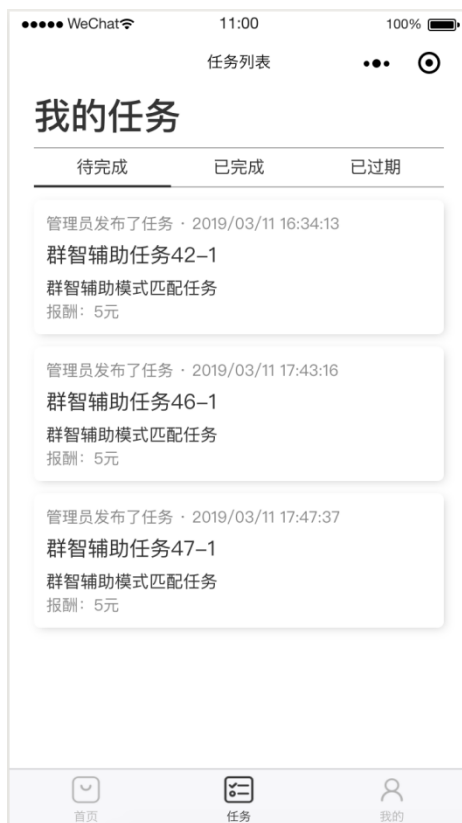 WeChat 11:00 100%
任务列表
我的任务
待完成 已完成 已过期
管理员发布了任务 · 2019/03/11 16:34:13
群智辅助任务42-1
群智辅助模式匹配任务
报酬：5元
管理员发布了任务 · 2019/03/11 17:43:16
群智辅助任务46-1
群智辅助模式匹配任务
报酬：5元
管理员发布了任务 · 2019/03/11 17:47:37
群智辅助任务47-1
群智辅助模式匹配任务
报酬：5元
首页 任务 我的